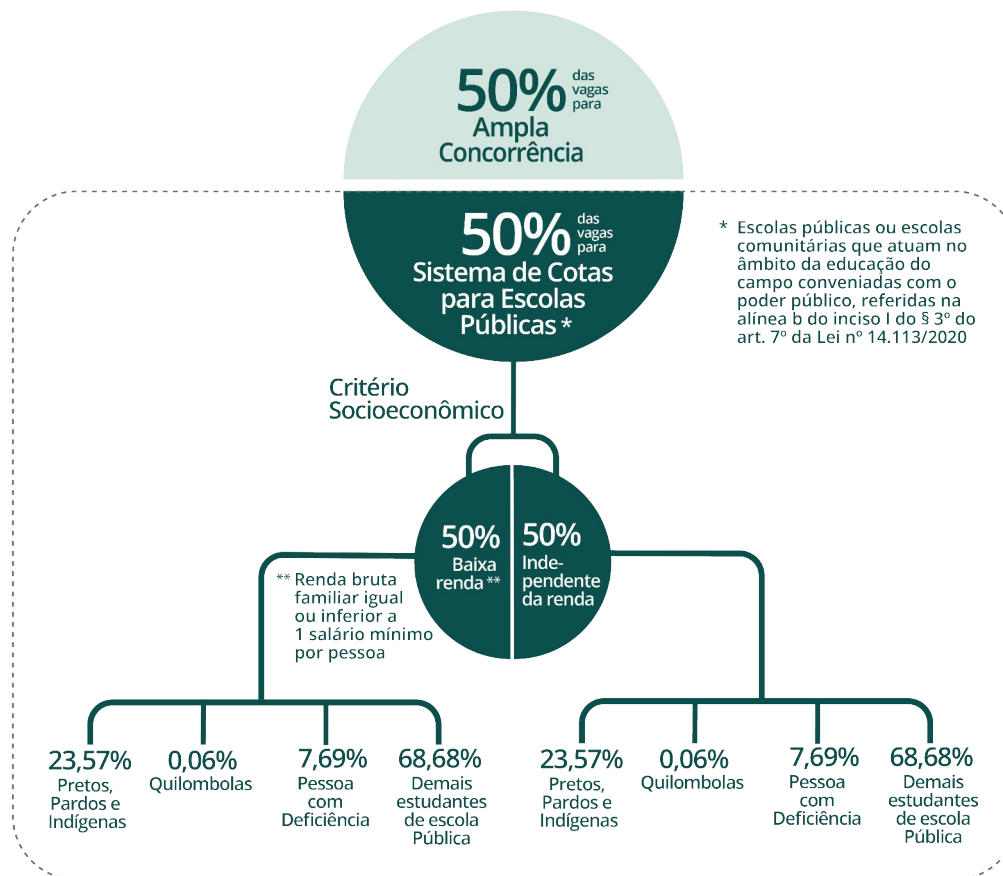 50% das vagas para
Ampla
Concorrência
50% das vagas para
Sistema de Cotas
para Escolas
Públicas *
* Escolas públicas ou escolas
comunitárias que atuam no
âmbito da educação do
campo conveniadas com o
poder público, referidas na
alínea b do inciso I do § 3º do
art. 7º da Lei nº 14.113/2020
Critério
Socioeconômico
50%
Baixa
renda **
50%
Inde-
pendente
da renda
** Renda bruta
familiar igual
ou inferior a
1 salário mínimo
por pessoa
23,57%
Pretos,
Pardos e
Indígenas
0,06%
Quilombolas
7,69%
Pessoa
com
Deficiência
68,68%
Demais
estudantes
de escola
Pública
23,57%
Pretos,
Pardos e
Indígenas
0,06%
Quilombolas
7,69%
Pessoa
com
Deficiência
68,68%
Demais
estudantes
de escola
Pública